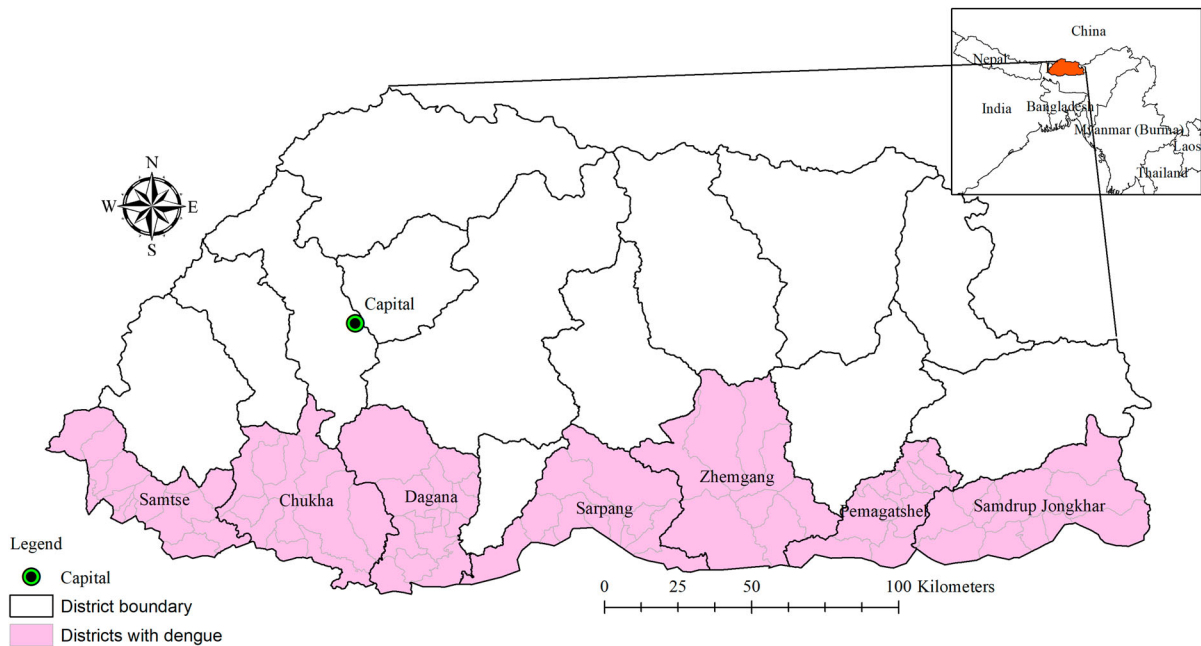 China
Nepal
India
Bangladesh
Myanmar (Burma)
Laos
Thailand
N
W E
S
Capital
Samtse
Chukha
Dagana
Sarpang
Zhemgang
Pemagatshel
Samdrup Jongkhar
Legend
Capital
District boundary
Districts with dengue
0 25 50 100 Kilometers